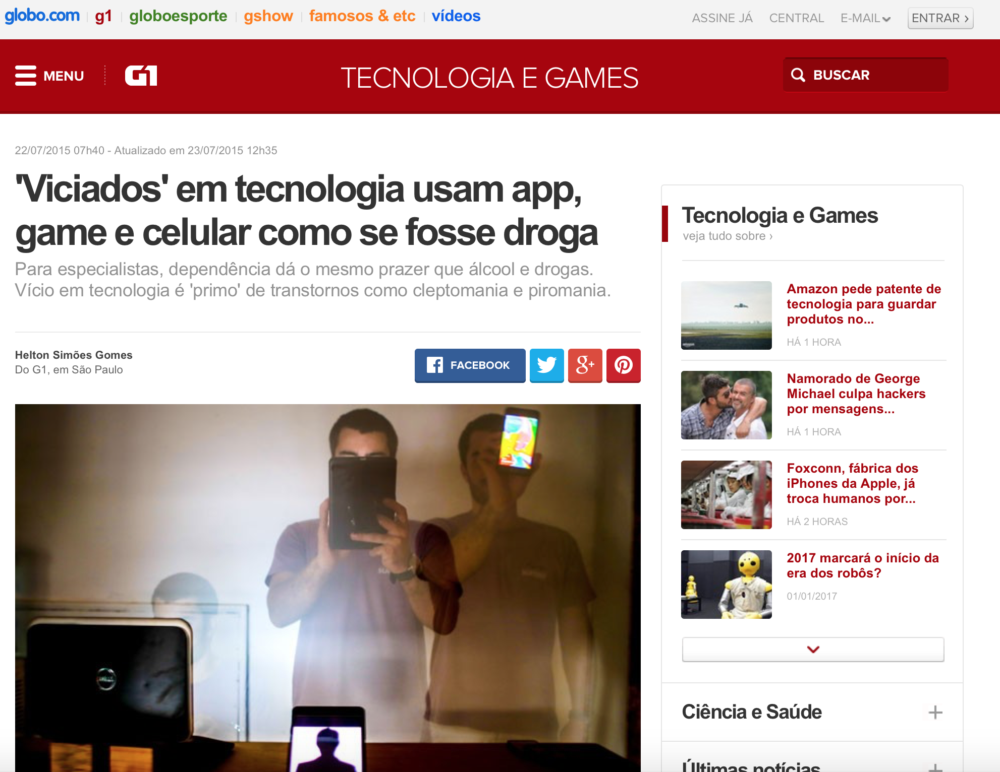 globo.com g1 globoesporte gshow famosos & etc vídeos
ASSINE JÁ CENTRAL E-MAIL ENTRAR ›
MENU G1 TECNOLOGIA E GAMES BUSCAR
22/07/2015 07h40 - Atualizado em 23/07/2015 12h35
'Viciados' em tecnologia usam app,
game e celular como se fosse droga
Para especialistas, dependência dá o mesmo prazer que álcool e drogas.
Vício em tecnologia é 'primo' de transtornos como cleptomania e piromania.
Helton Simões Gomes
Do G1, em São Paulo
FACEBOOK g+
Tecnologia e Games
veja tudo sobre ›
Amazon pede patente de
tecnologia para guardar
produtos no...
HÁ 1 HORA
Namorado de George
Michael culpa hackers
por mensagens...
HÁ 1 HORA
Foxconn, fábrica dos
iPhones da Apple, já
troca humanos por...
HÁ 2 HORAS
2017 marcará o início da
era dos robôs?
01/01/2017
Ciência e Saúde +
Últimas notícias +